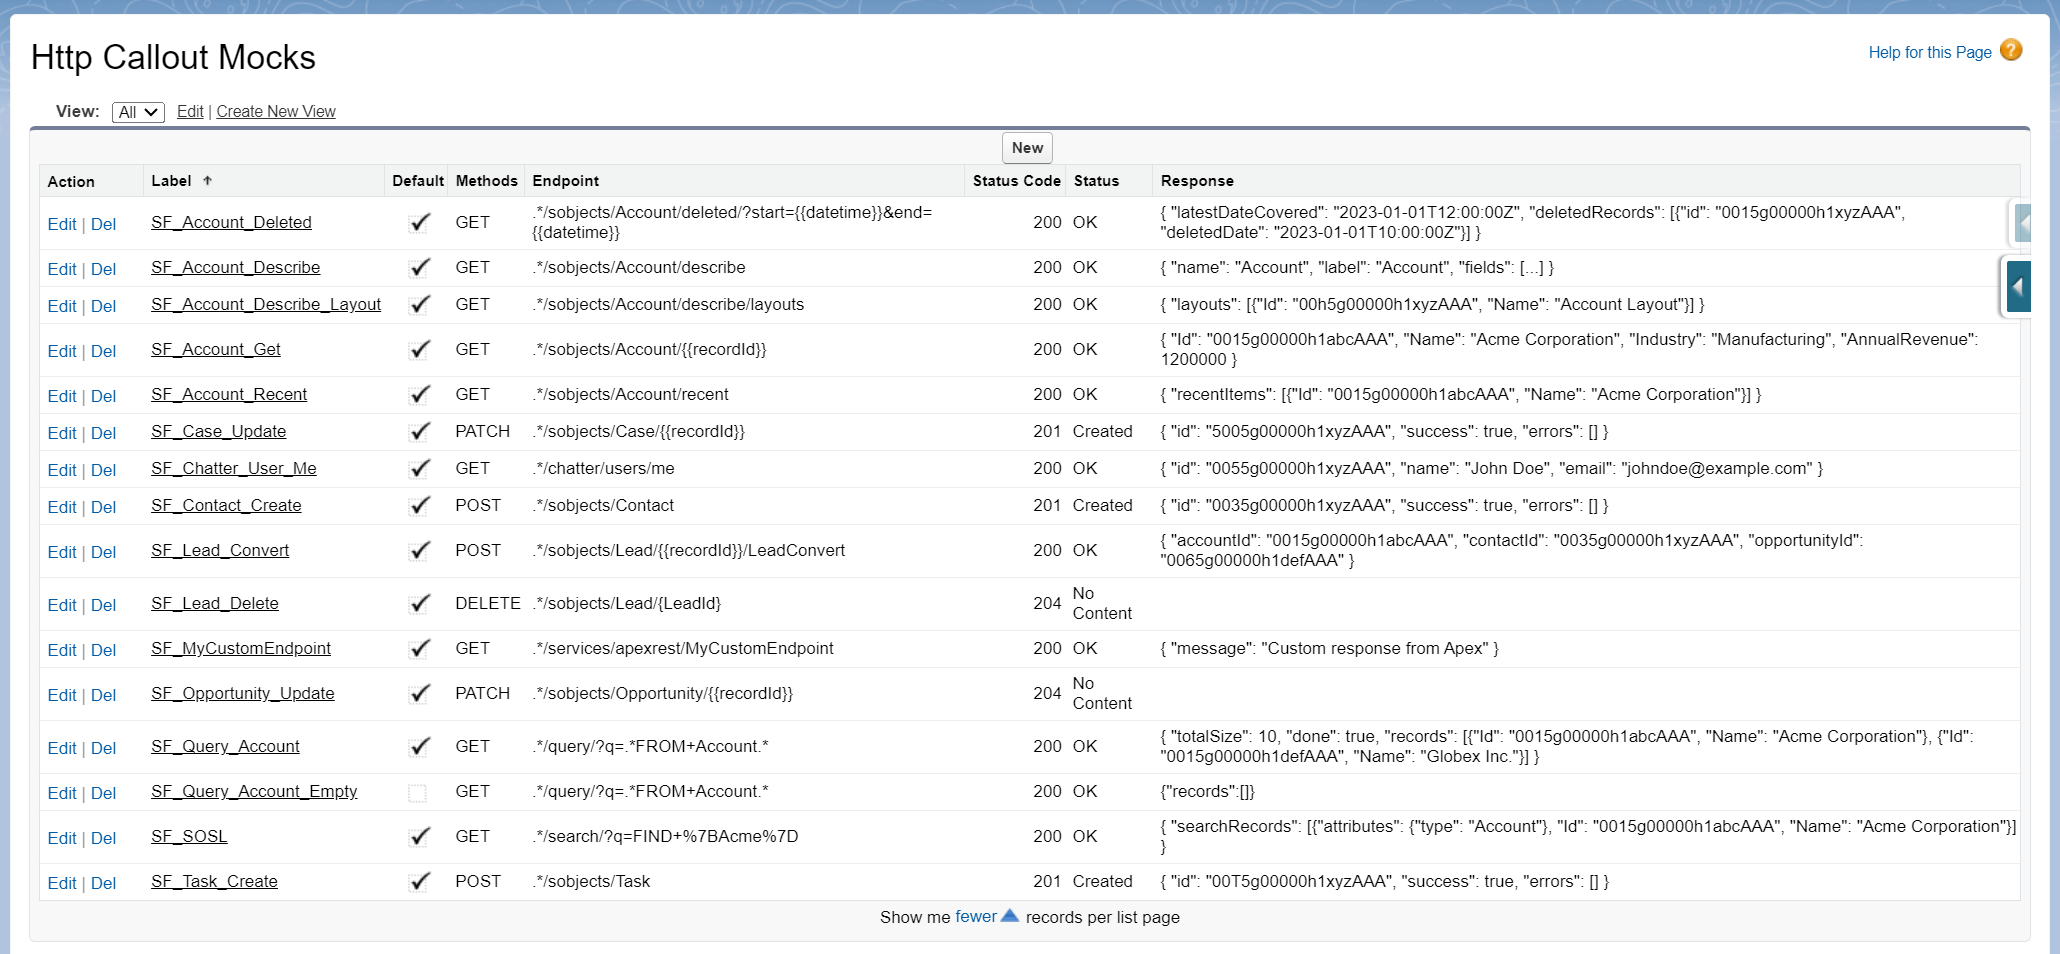 Http Callout Mocks
Help for this Page ?
View: All Edit | Create New View
New
Action Label Default Methods Endpoint Status Code Status Response
Edit | Del SF_Account_Deleted GET .*/sobjects/Account/deleted/?start={{datetime}}&end={{datetime}} 200 OK { "latestDateCovered": "2023-01-01T12:00:00Z", "deletedRecords": [{"id": "0015g00000h1xyzAAA", "deletedDate": "2023-01-01T10:00:00Z"}] }
Edit | Del SF_Account_Describe GET .*/sobjects/Account/describe 200 OK { "name": "Account", "label": "Account", "fields": [...] }
Edit | Del SF_Account_Describe_Layout GET .*/sobjects/Account/describe/layouts 200 OK { "layouts": [{"Id": "00h5g00000h1xyzAAA", "Name": "Account Layout"}] }
Edit | Del SF_Account_Get GET .*/sobjects/Account/{{recordId}} 200 OK { "Id": "0015g00000h1abcAAA", "Name": "Acme Corporation", "Industry": "Manufacturing", "AnnualRevenue": 1200000 }
Edit | Del SF_Account_Recent GET .*/sobjects/Account/recent 200 OK { "recentItems": [{"Id": "0015g00000h1abcAAA", "Name": "Acme Corporation"}] }
Edit | Del SF_Case_Update PATCH .*/sobjects/Case/{{recordId}} 201 Created { "id": "5005g00000h1xyzAAA", "success": true, "errors": [] }
Edit | Del SF_Chatter_User_Me GET .*/chatter/users/me 200 OK { "id": "0055g00000h1xyzAAA", "name": "John Doe", "email": "johndoe@example.com" }
Edit | Del SF_Contact_Create POST .*/sobjects/Contact 201 Created { "id": "0035g00000h1xyzAAA", "success": true, "errors": [] }
Edit | Del SF_Lead_Convert POST .*/sobjects/Lead/{{recordId}}/LeadConvert 200 OK { "accountId": "0015g00000h1abcAAA", "contactId": "0035g00000h1xyzAAA", "opportunityId": "0065g00000h1defAAA" }
Edit | Del SF_Lead_Delete DELETE .*/sobjects/Lead/{LeadId} 204 No Content
Edit | Del SF_MyCustomEndpoint GET .*/services/apexrest/MyCustomEndpoint 200 OK { "message": "Custom response from Apex" }
Edit | Del SF_Opportunity_Update PATCH .*/sobjects/Opportunity/{{recordId}} 204 No Content
Edit | Del SF_Query_Account GET .*/query/?q=.*FROM+Account.* 200 OK { "totalSize": 10, "done": true, "records": [{"Id": "0015g00000h1abcAAA", "Name": "Acme Corporation"}, {"Id": "0015g00000h1defAAA", "Name": "Globex Inc."}] }
Edit | Del SF_Query_Account_Empty GET .*/query/?q=.*FROM+Account.* 200 OK {"records":[]}
Edit | Del SF_SOSL GET .*/search/?q=FIND+%7BAcme%7D 200 OK { "searchRecords": [{"attributes": {"type": "Account"}, "Id": "0015g00000h1abcAAA", "Name": "Acme Corporation"}] }
Edit | Del SF_Task_Create POST .*/sobjects/Task 201 Created { "id": "00T5g00000h1xyzAAA", "success": true, "errors": [] }
Show me fewer records per list page